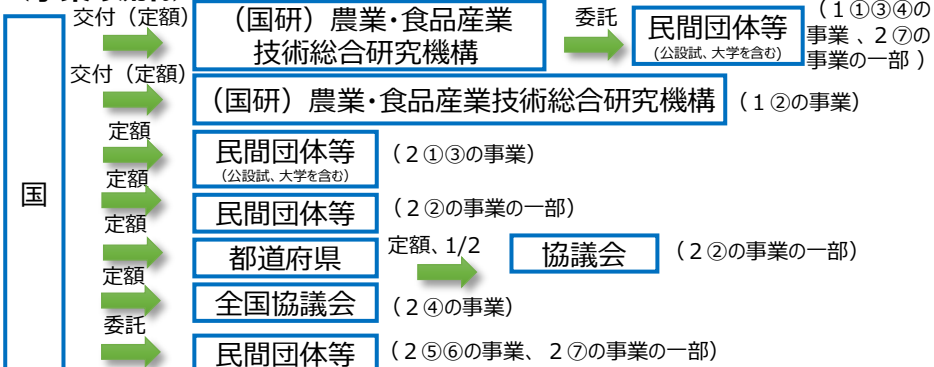 交付（定額）
（国研）農業・食品産業
技術総合研究機構
委託
民間団体等
（公設試、大学を含む）
（１①③④の
事業 、２⑦の
事業の一部 ）
交付（定額）
（国研）農業・食品産業技術総合研究機構
（１②の事業）
定額
民間団体等
（公設試、大学を含む）
（２①③の事業）
国
定額
民間団体等
（２②の事業の一部）
定額
都道府県
定額、1/2
協議会
（２②の事業の一部）
定額
全国協議会
（２④の事業）
委託
民間団体等
（２⑤⑥の事業、２⑦の事業の一部）